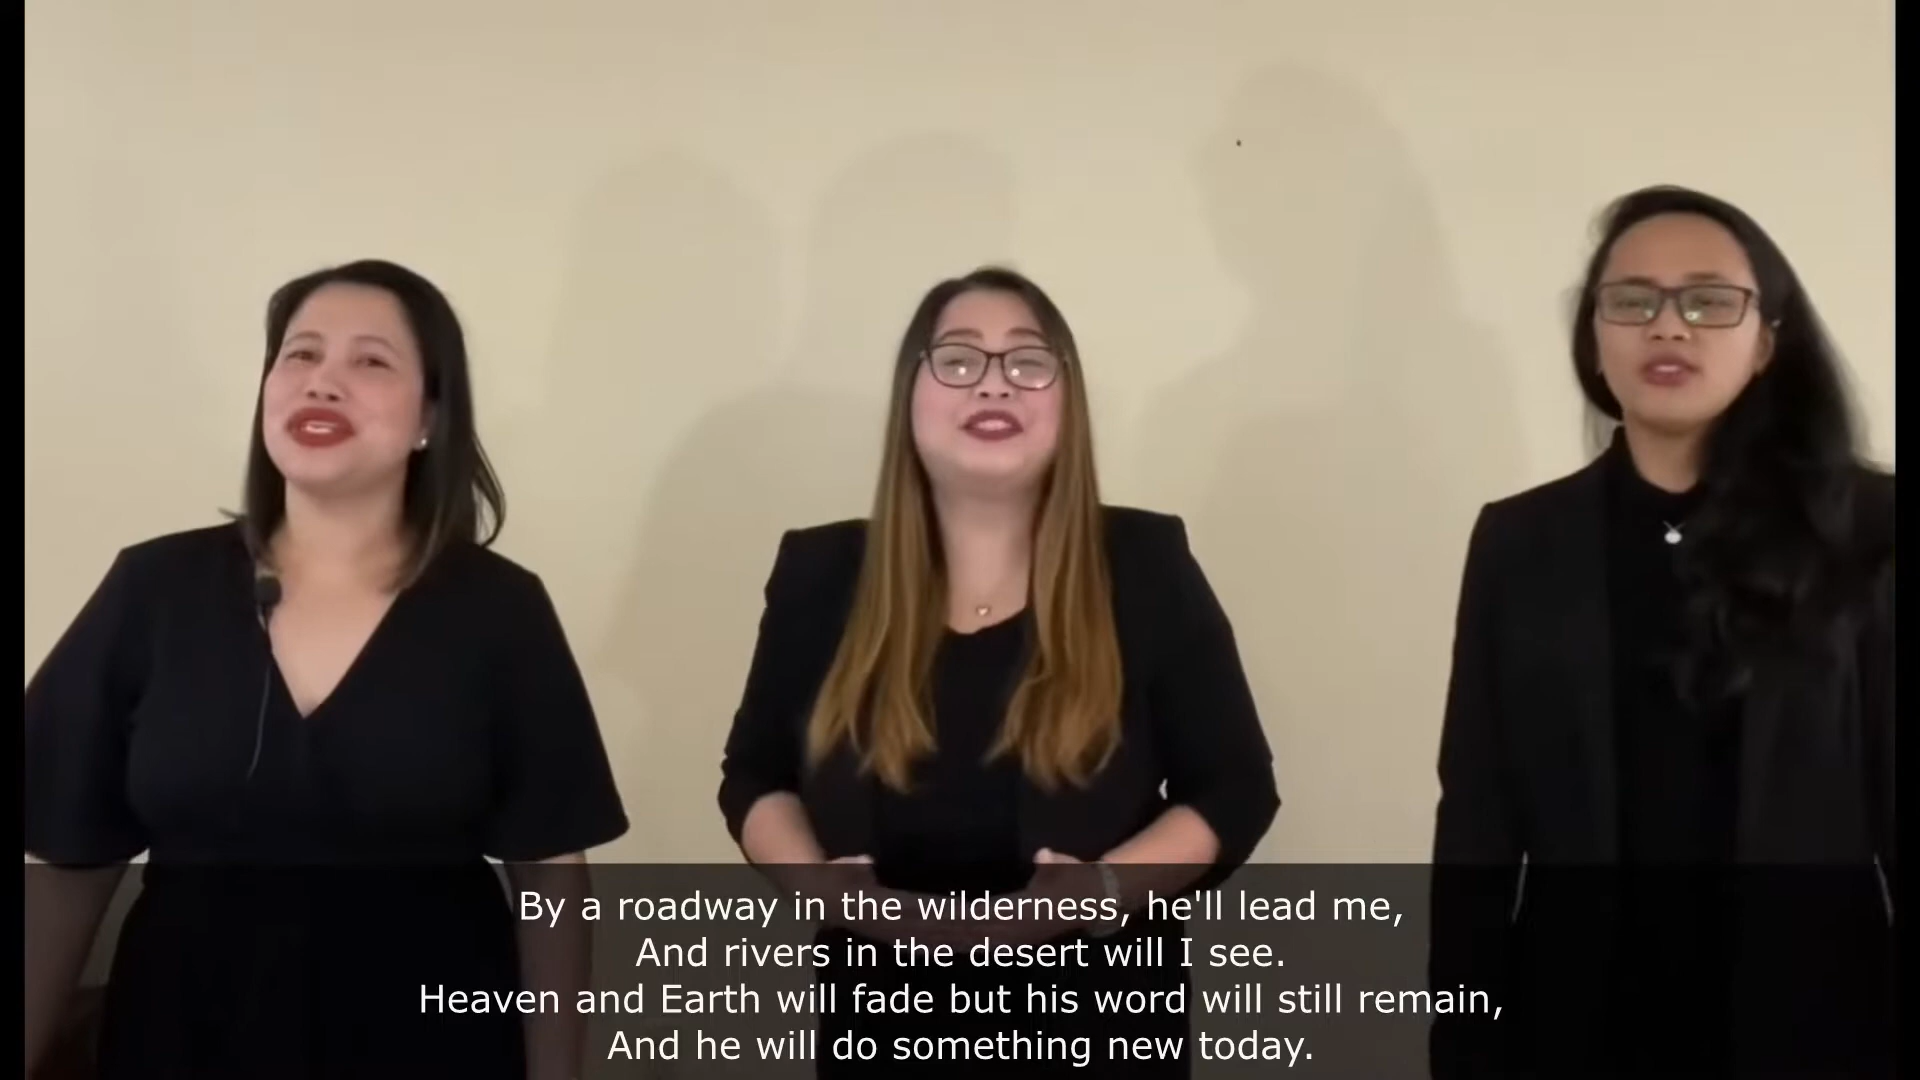 By a roadway in the wilderness, he'll lead me,
And rivers in the desert will I see.
Heaven and Earth will fade but his word will still remain,
And he will do something new today.